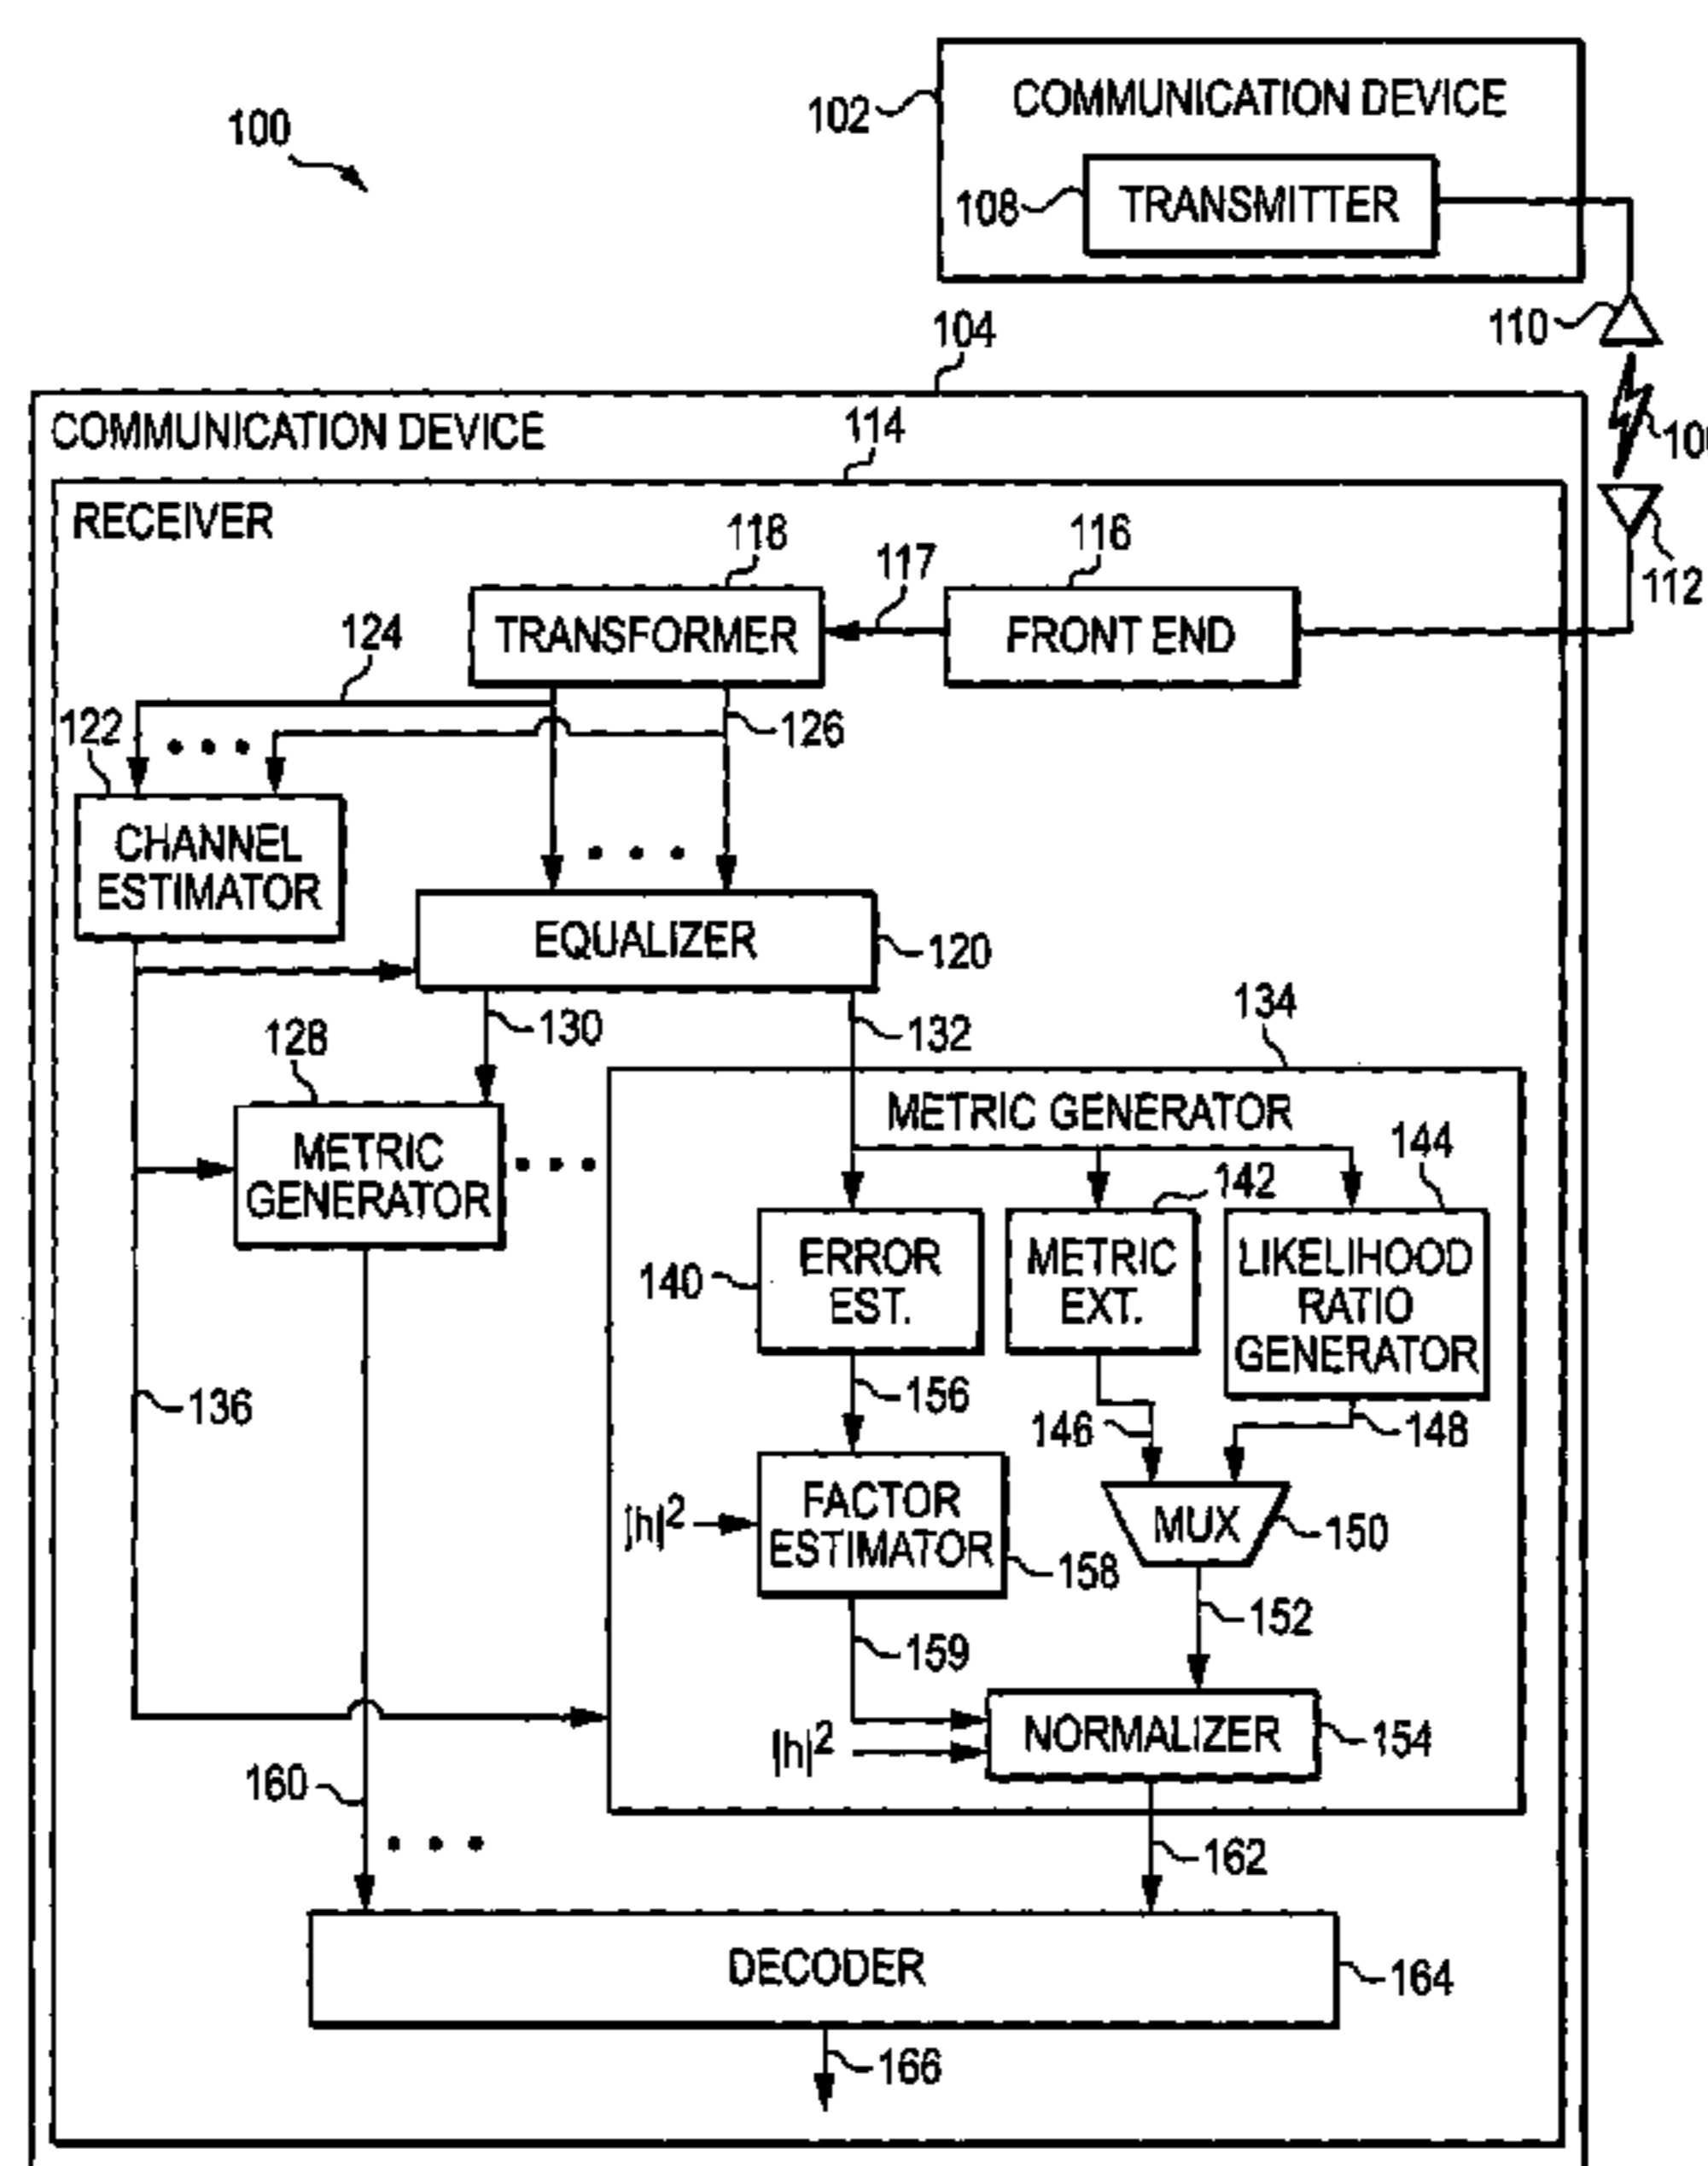 100
102
COMMUNICATION DEVICE
108
TRANSMITTER
110
104
COMMUNICATION DEVICE
114
112
RECEIVER
118
117
116
TRANSFORMER
FRONT END
124
122
126
CHANNEL
ESTIMATOR
EQUALIZER
120
130
132
134
128
METRIC GENERATOR
METRIC
GENERATOR
144
142
140
ERROR
EST.
METRIC
EXT.
LIKELIHOOD
RATIO
GENERATOR
136
156
146
148
|h|2
FACTOR
ESTIMATOR
158
MUX
150
152
159
|h|2
NORMALIZER
154
160
162
DECODER
164
166